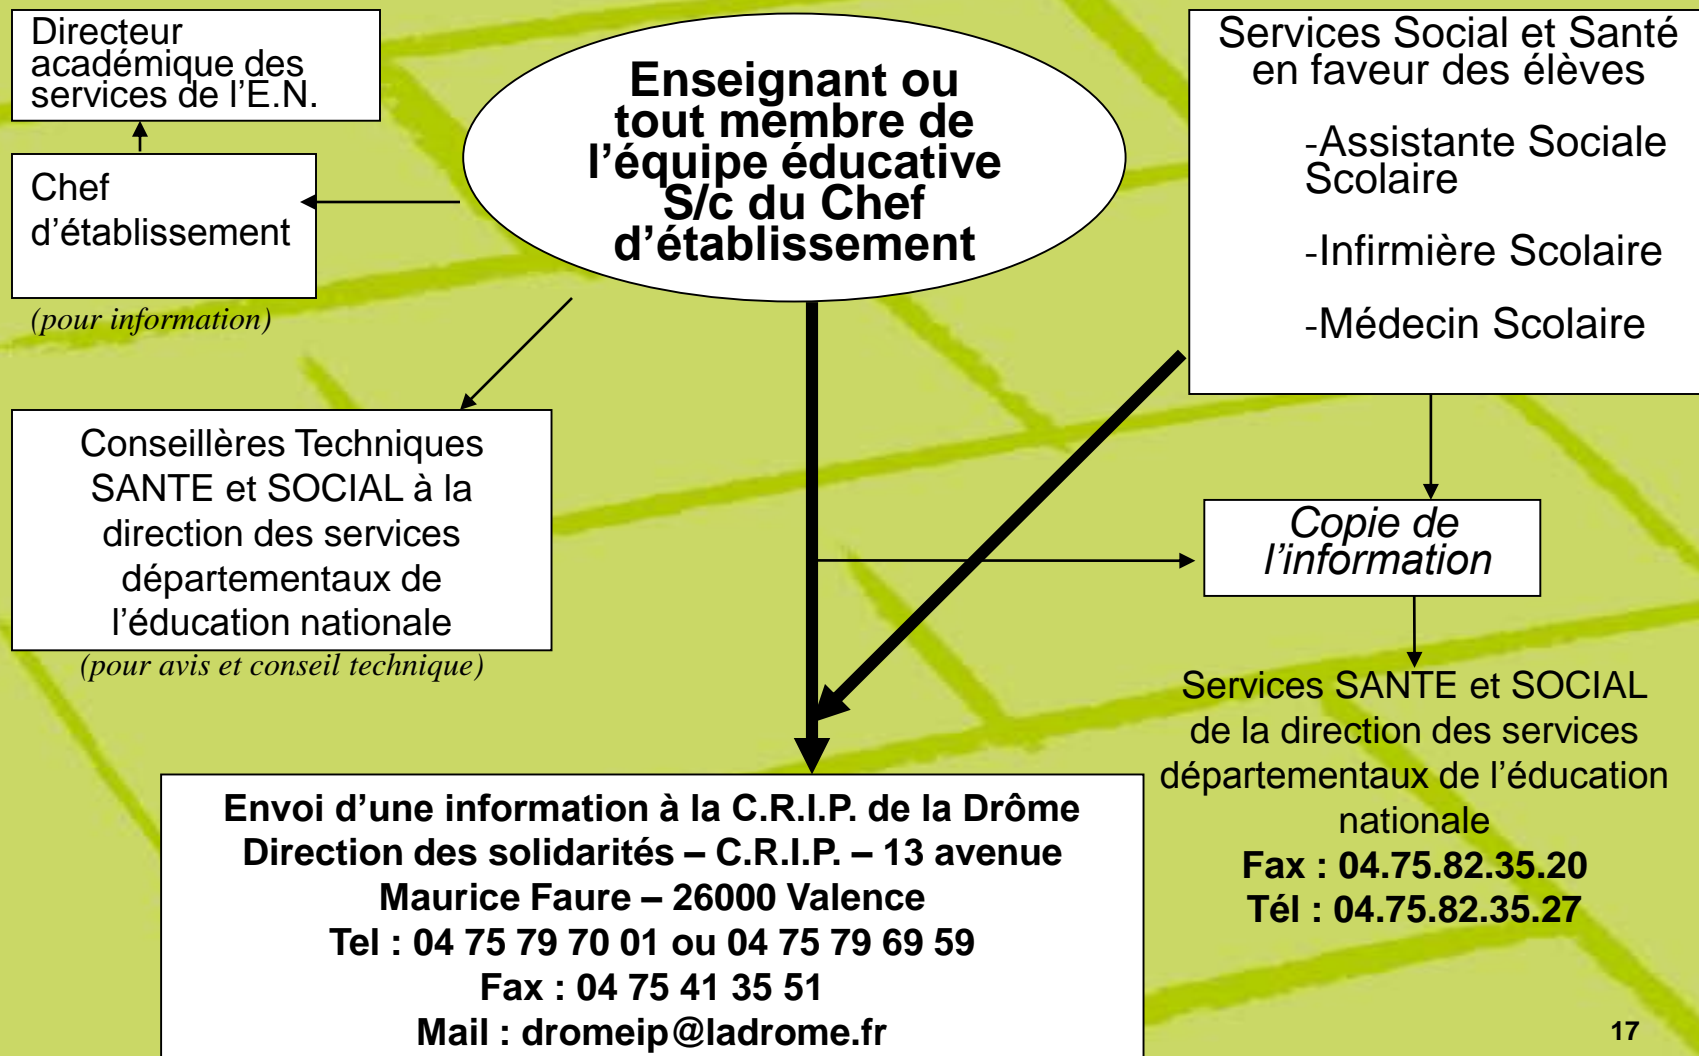 Directeur
académique des
services de l’E.N.
Chef
d’établissement
(pour information)
Enseignant ou
tout membre de
l’équipe éducative
S/c du Chef
d’établissement
Services Social et Santé
en faveur des élèves
-Assistante Sociale
Scolaire
-Infirmière Scolaire
-Médecin Scolaire
Conseillères Techniques
SANTE et SOCIAL à la
direction des services
départementaux de
l’éducation nationale
(pour avis et conseil technique)
Copie de
l’information
Services SANTE et SOCIAL
de la direction des services
départementaux de l’éducation
nationale
Fax : 04.75.82.35.20
Tél : 04.75.82.35.27
Envoi d’une information à la C.R.I.P. de la Drôme
Direction des solidarités – C.R.I.P. – 13 avenue
Maurice Faure – 26000 Valence
Tel : 04 75 79 70 01 ou 04 75 79 69 59
Fax : 04 75 41 35 51
Mail : dromeip@ladrome.fr
17